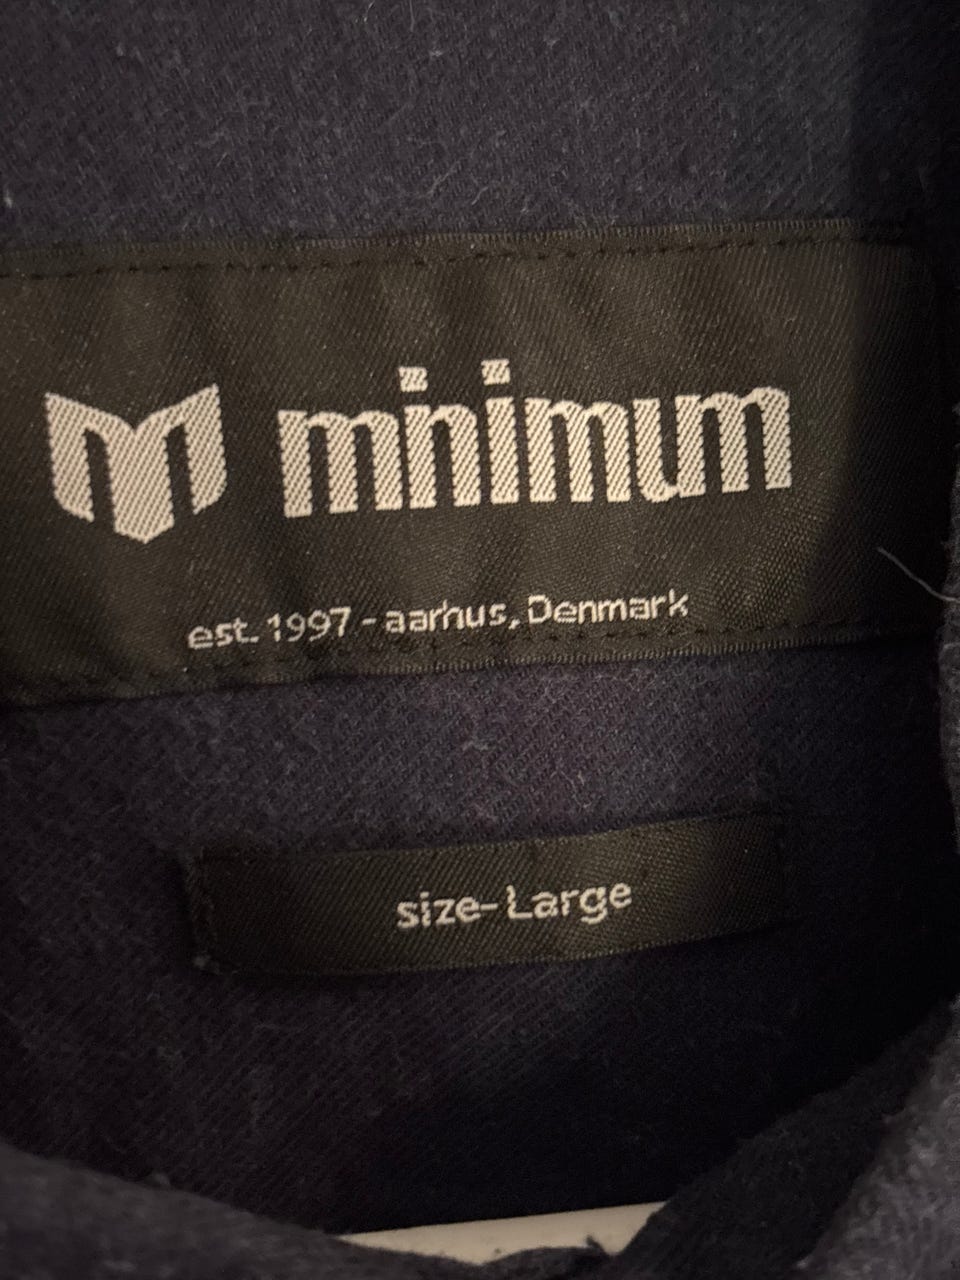 minimum
est. 1997 - aarhus, Denmark
size-Large